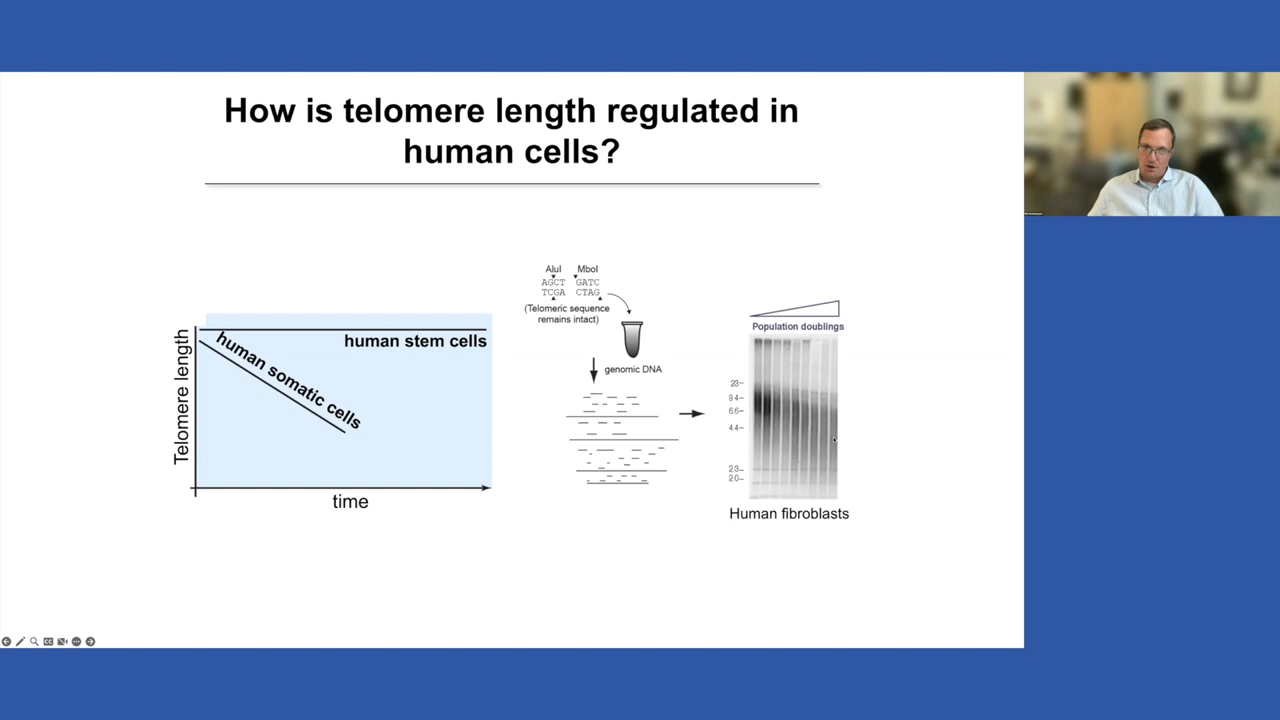 How is telomere length regulated in
human cells?
Telomere length
human stem cells
human somatic cells
time
AluI MboI
AGCT GATC
TCGA CTAG
(Telomeric sequence
remains intact)
genomic DNA
Population doublings
23
9.4
6.6
4.4
2.3
2.0
Human fibroblasts